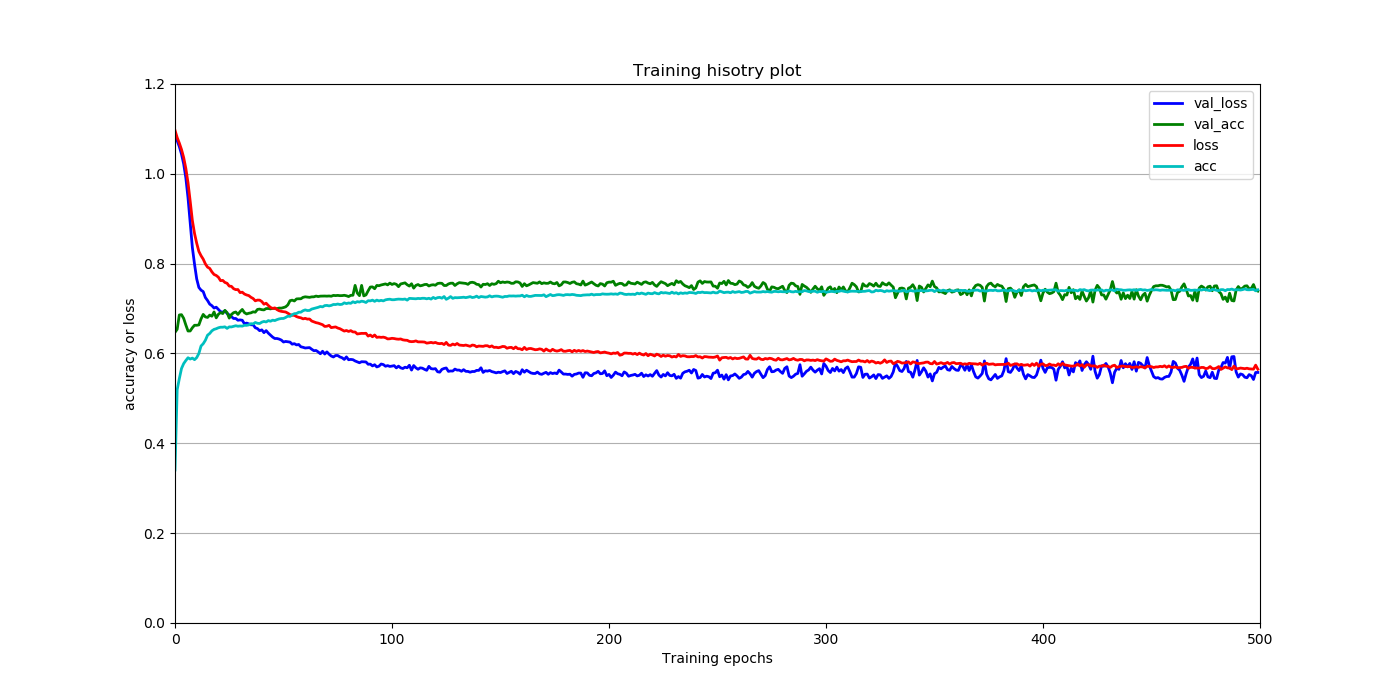 Training hisotry plot
1.2
1.0
0.8
0.6
0.4
0.2
0.0
accuracy or loss
val_loss
val_acc
loss
acc
0 100 200 300 400 500
Training epochs